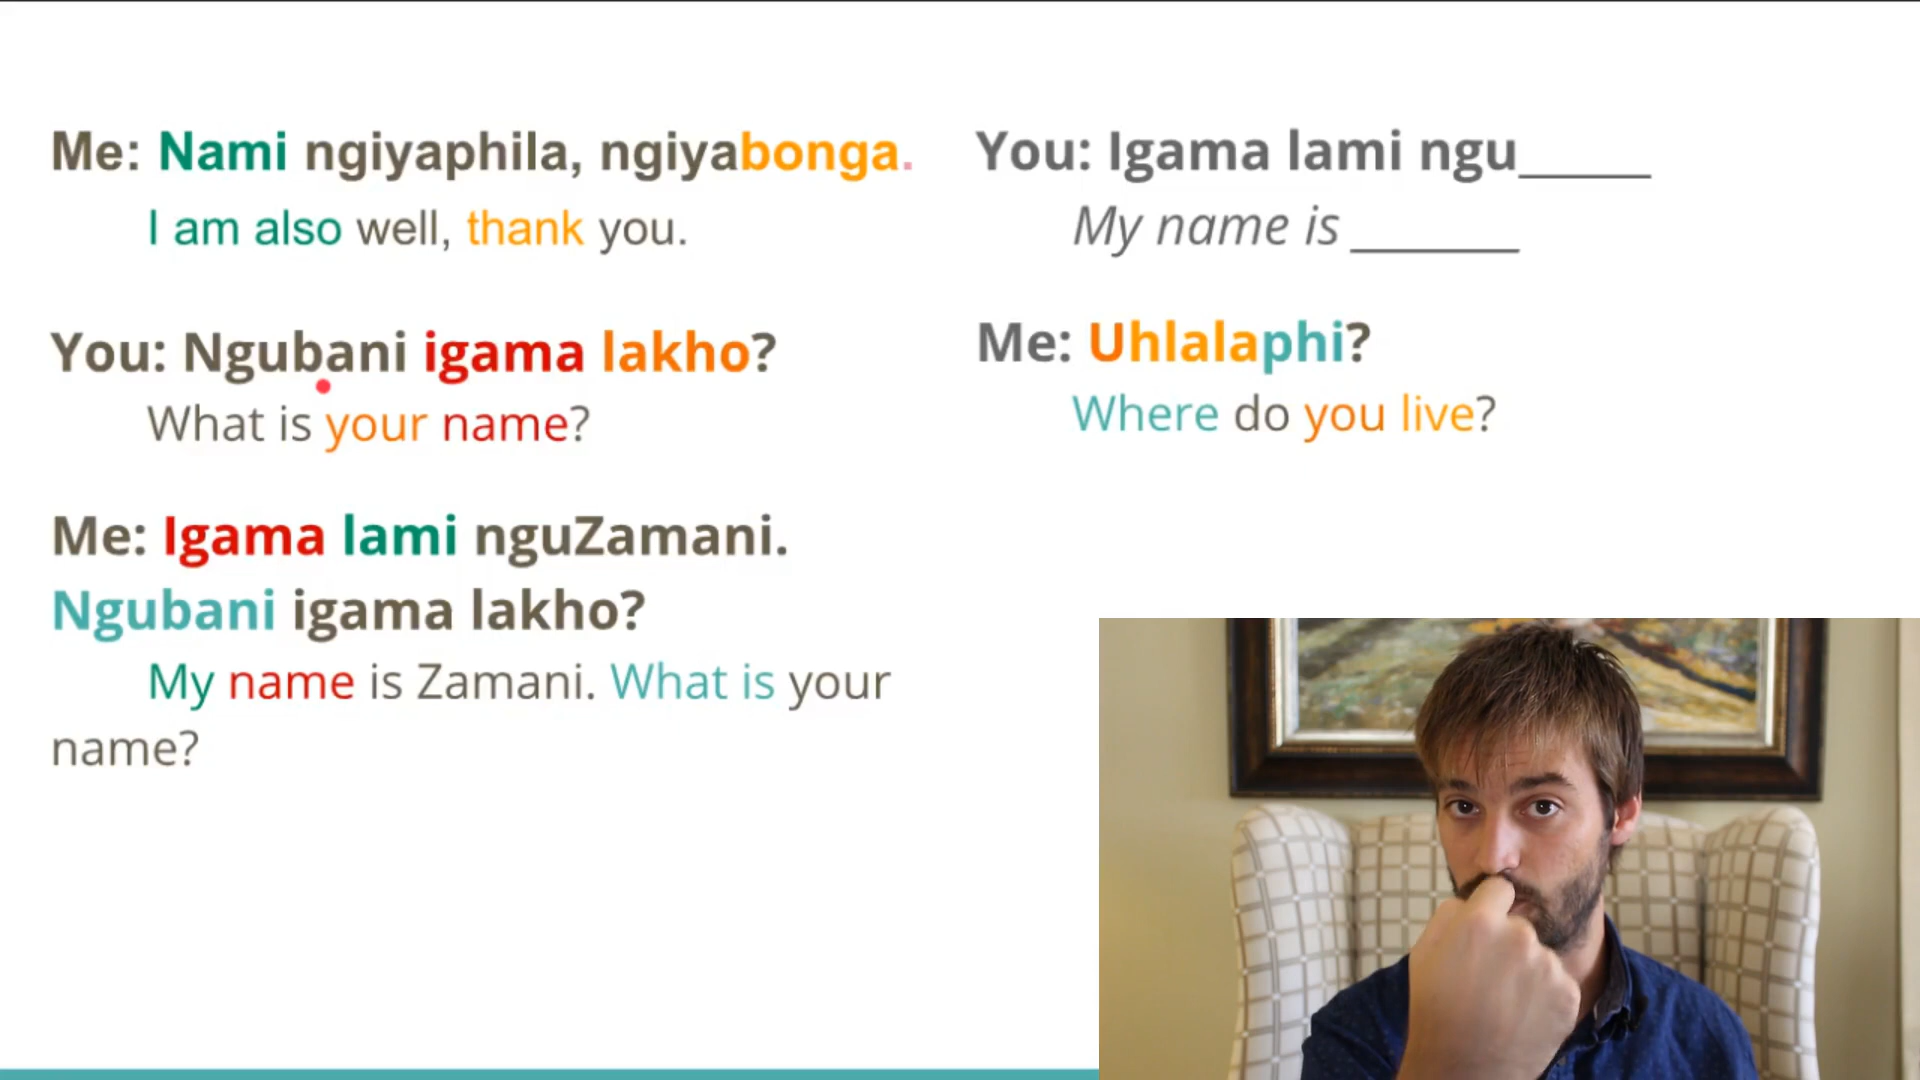 Me: Nami ngiyaphila, ngiyabonga.
I am also well, thank you.
You: Ngubani igama lakho?
What is your name?
Me: Igama lami nguZamani.
Ngubani igama lakho?
My name is Zamani. What is your
name?
You: Igama lami ngu_____
My name is _______
Me: Uhlalaphi?
Where do you live?